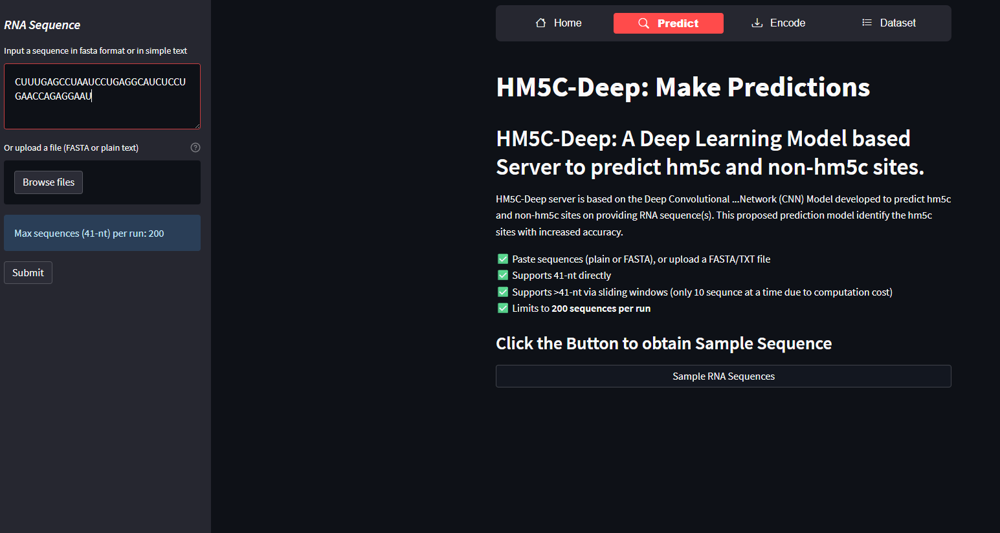 RNA Sequence
Input a sequence in fasta format or in simple text
CUUUGAGCCUAAUCCUGAGGCAUCUCCU
GAACCAGAGGAAU
Or upload a file (FASTA or plain text)
Browse files
Max sequences (41-nt) per run: 200
Submit
Home
Predict
Encode
Dataset
HM5C-Deep: Make Predictions
HM5C-Deep: A Deep Learning Model based
Server to predict hm5c and non-hm5c sites.
HM5C-Deep server is based on the Deep Convolutional ...Network (CNN) Model developed to predict hm5c
and non-hm5c sites on providing RNA sequence(s). This proposed prediction model identify the hm5c
sites with increased accuracy.
✅ Paste sequences (plain or FASTA), or upload a FASTA/TXT file
✅ Supports 41-nt directly
✅ Supports >41-nt via sliding windows (only 10 sequnce at a time due to computation cost)
✅ Limits to 200 sequences per run
Click the Button to obtain Sample Sequence
Sample RNA Sequences